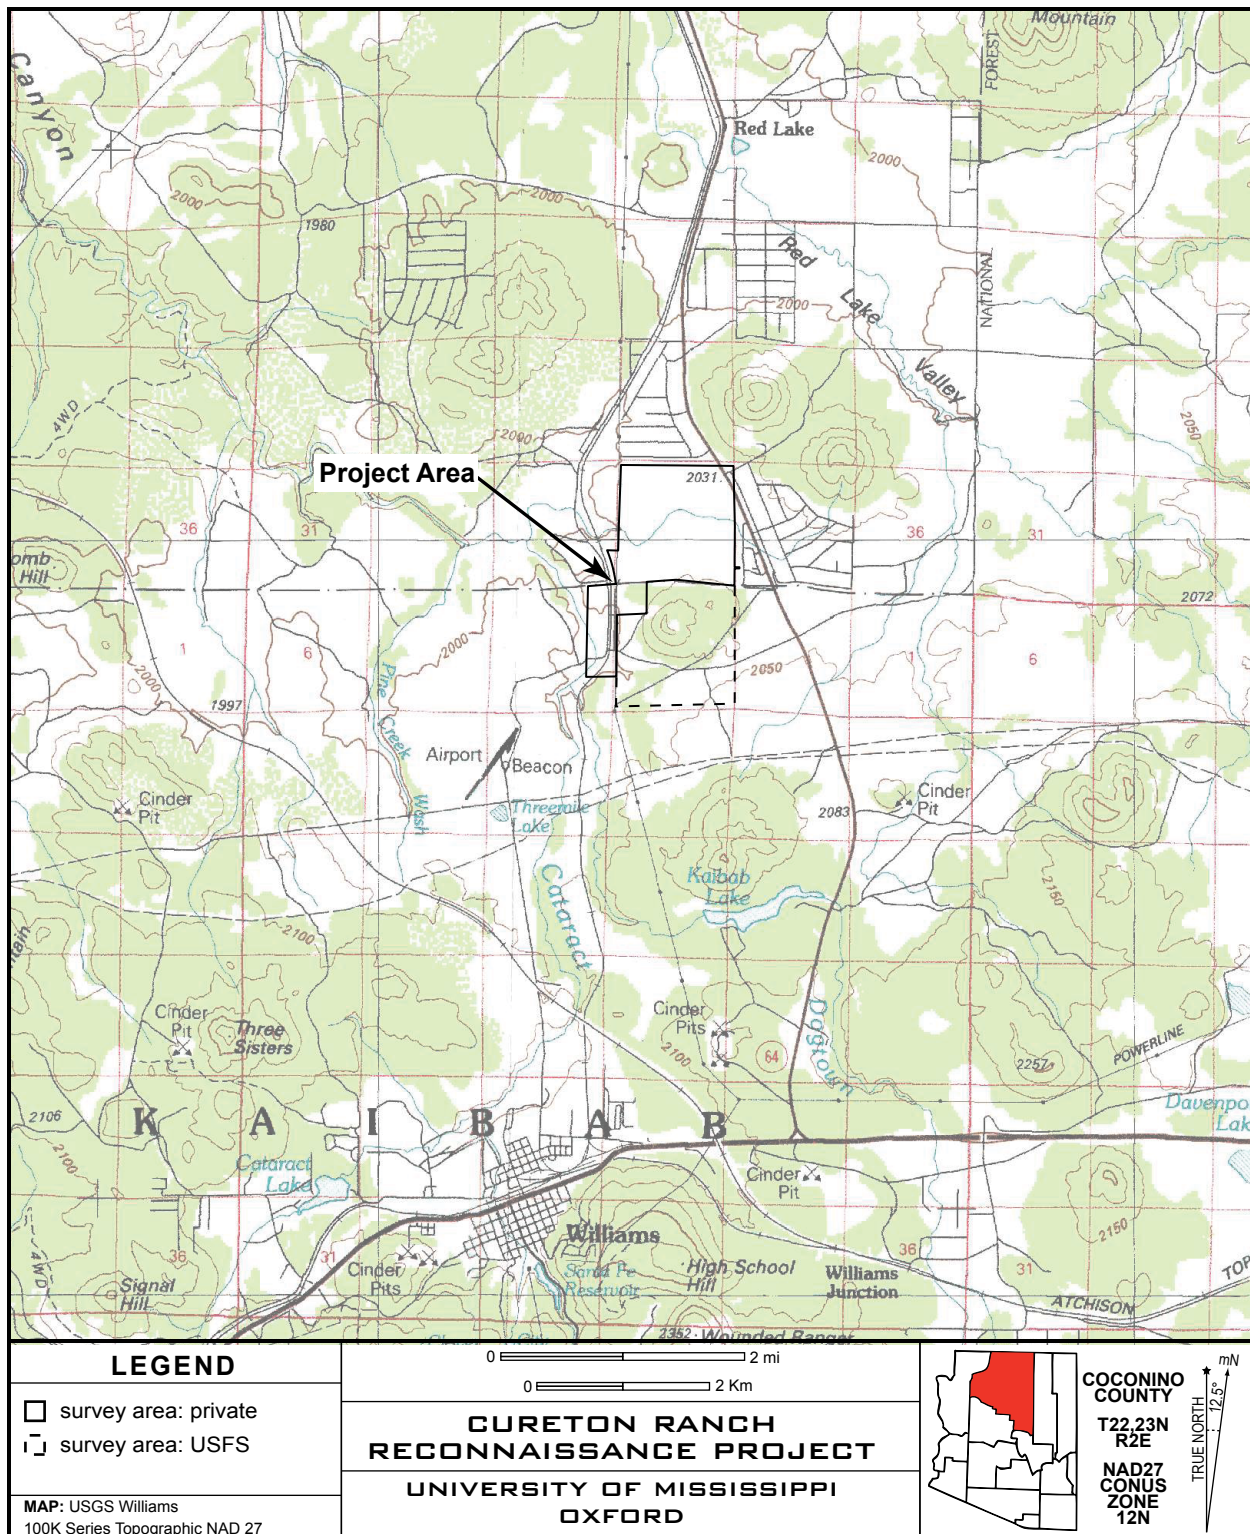 Canyon
Mountain
FOREST
Red Lake
2000
2000
2000
1980
Red
Lake
Valley
NATIONAL
2000
4WD
2000
2050
Project Area
2031
36
31
36
31
omb
Hill
2072
1
6
2000
2000
Pine
Creek
Wash
1
6
2050
1997
Airport
Beacon
Cinder
Pit
Threemile
Lake
2083
Cinder
Pit
Cataract
Kaibab
Lake
2150
2100
ntain
Cinder
Pit
Three
Sisters
Cinder
Pits
2100
64
Dogtown
2257
POWERLINE
2106
K A I B A B
Davenpo
Lak
2100
Cataract
Lake
Cinder
Pit
Williams
2150
36
31
36
31
4WD
Signal
Hill
Cinder
Pits
Santa Fe
Reservoir
High School
Hill
Williams
Junction
ATCHISON
TOP
2352 Wounded Ranger
LEGEND
survey area: private
survey area: USFS
MAP: USGS Williams
100K Series Topographic NAD 27
0 2 mi
0 2 Km
CURETON RANCH
RECONNAISSANCE PROJECT
UNIVERSITY OF MISSISSIPPI
OXFORD
COCONINO
COUNTY
T22,23N
R2E
NAD27
CONUS
ZONE
12N
TRUE NORTH
mN
12.5°